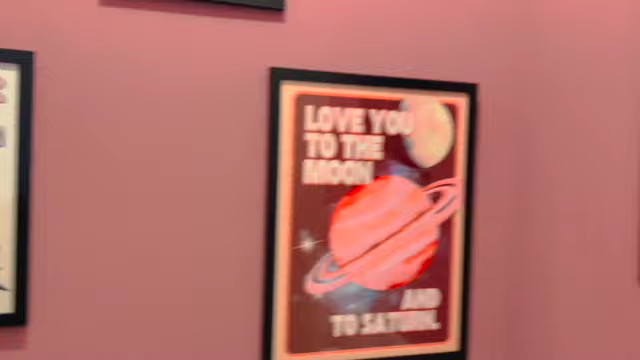 LOVE YOU
TO THE
MOON
AND
TO SATURN.